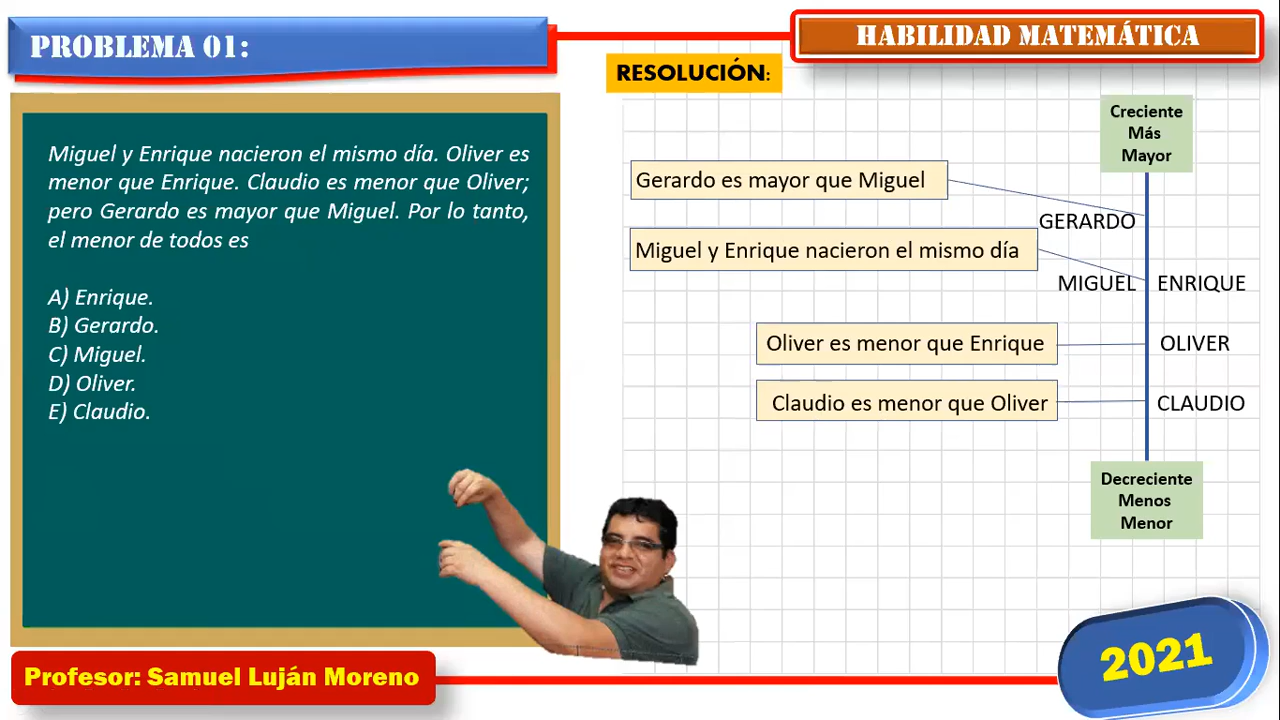 PROBLEMA 01:
HABILIDAD MATEMÁTICA
Miguel y Enrique nacieron el mismo día. Oliver es
menor que Enrique. Claudio es menor que Oliver;
pero Gerardo es mayor que Miguel. Por lo tanto,
el menor de todos es
A) Enrique.
B) Gerardo.
C) Miguel.
D) Oliver.
E) Claudio.
RESOLUCIÓN:
Creciente
Más
Mayor
Gerardo es mayor que Miguel
GERARDO
Miguel y Enrique nacieron el mismo día
MIGUEL ENRIQUE
Oliver es menor que Enrique
OLIVER
Claudio es menor que Oliver
CLAUDIO
Decreciente
Menos
Menor
Profesor: Samuel Luján Moreno
2021